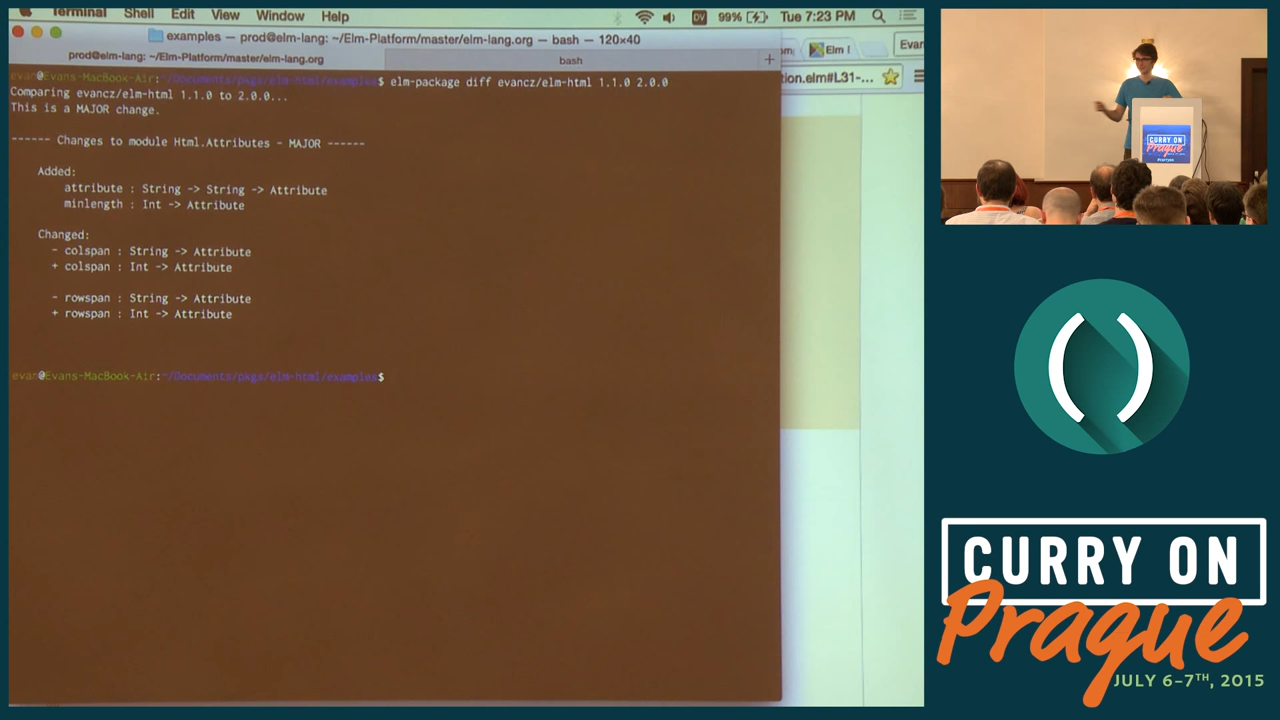 Terminal Shell Edit View Window Help DV 99% Tue 7:23 PM
examples — prod@elm-lang: ~/Elm-Platform/master/elm-lang.org — bash — 120×40
prod@elm-lang: ~/Elm-Platform/master/elm-lang.org bash +
Elm Evan
tion.elm#L31-...
evan@Evans-MacBook-Air:~/Documents/pkgs/elm-html/examples$ elm-package diff evancz/elm-html 1.1.0 2.0.0
Comparing evancz/elm-html 1.1.0 to 2.0.0...
This is a MAJOR change.
------ Changes to module Html.Attributes - MAJOR ------
Added:
attribute : String -> String -> Attribute
minlength : Int -> Attribute
Changed:
- colspan : String -> Attribute
+ colspan : Int -> Attribute
- rowspan : String -> Attribute
+ rowspan : Int -> Attribute
evan@Evans-MacBook-Air:~/Documents/pkgs/elm-html/examples$
CURRY ON
Prague
( )
CURRY ON
Prague
JULY 6–7TH, 2015